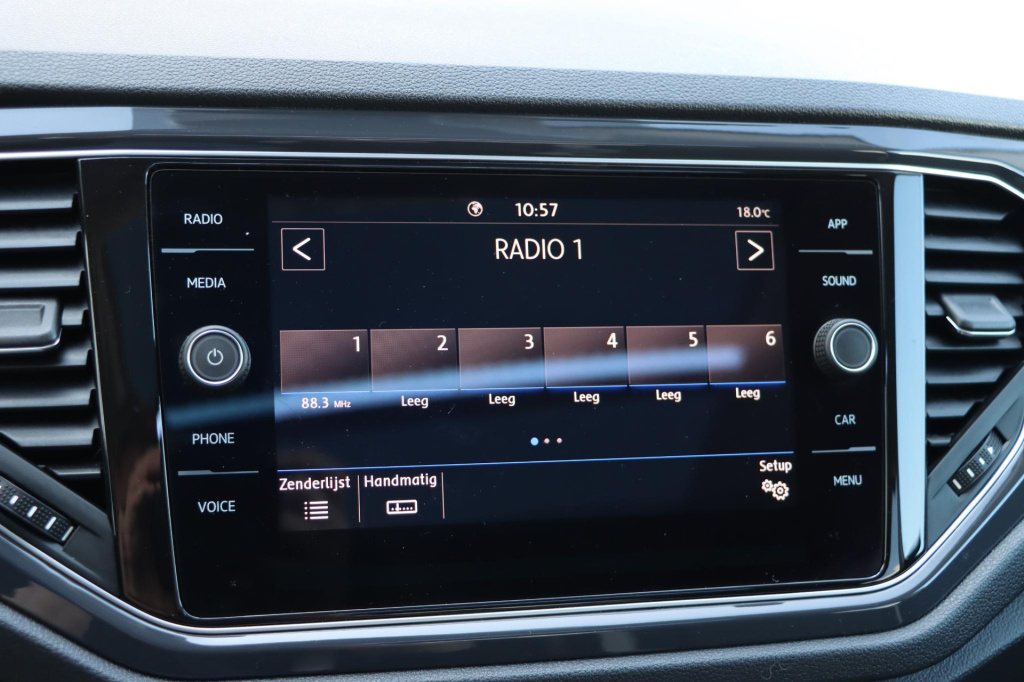 RADIO
MEDIA
PHONE
VOICE
10:57
18.0°C
<
RADIO 1
>
1 2 3 4 5 6
88.3 MHz Leeg Leeg Leeg Leeg Leeg
Zenderlijst Handmatig Setup
APP
SOUND
CAR
MENU